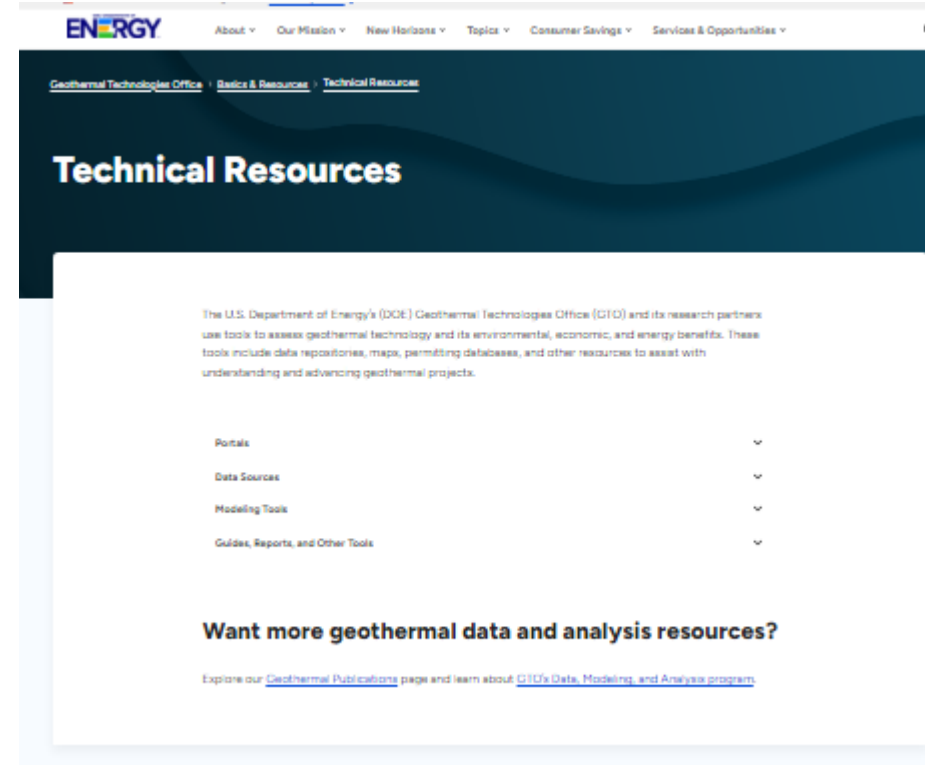 ENERGY
About Our Mission New Horizons Topics Consumer Savings Services & Opportunities
Geothermal Technologies Office › Basics & Resources › Technical Resources
Technical Resources
The U.S. Department of Energy's (DOE) Geothermal Technologies Office (GTO) and its research partners
use tools to assess geothermal technology and its environmental, economic, and energy benefits. These
tools include data repositories, maps, permitting databases, and other resources to assist with
understanding and advancing geothermal projects.
Portals
Data Sources
Modeling Tools
Guides, Reports, and Other Tools
Want more geothermal data and analysis resources?
Explore our Geothermal Publications page and learn about GTO's Data, Modeling, and Analysis program.